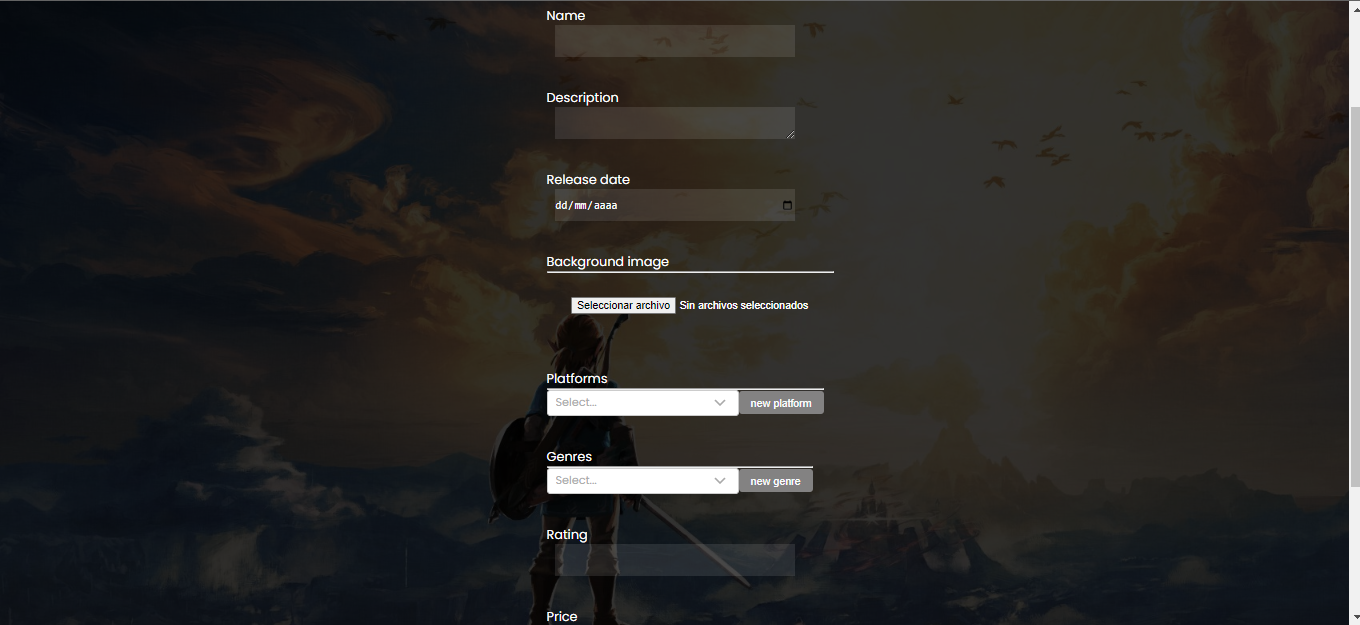 Name
Description
Release date
dd/mm/aaaa
Background image
Seleccionar archivo Sin archivos seleccionados
Platforms
Select... new platform
Genres
Select... new genre
Rating
Price